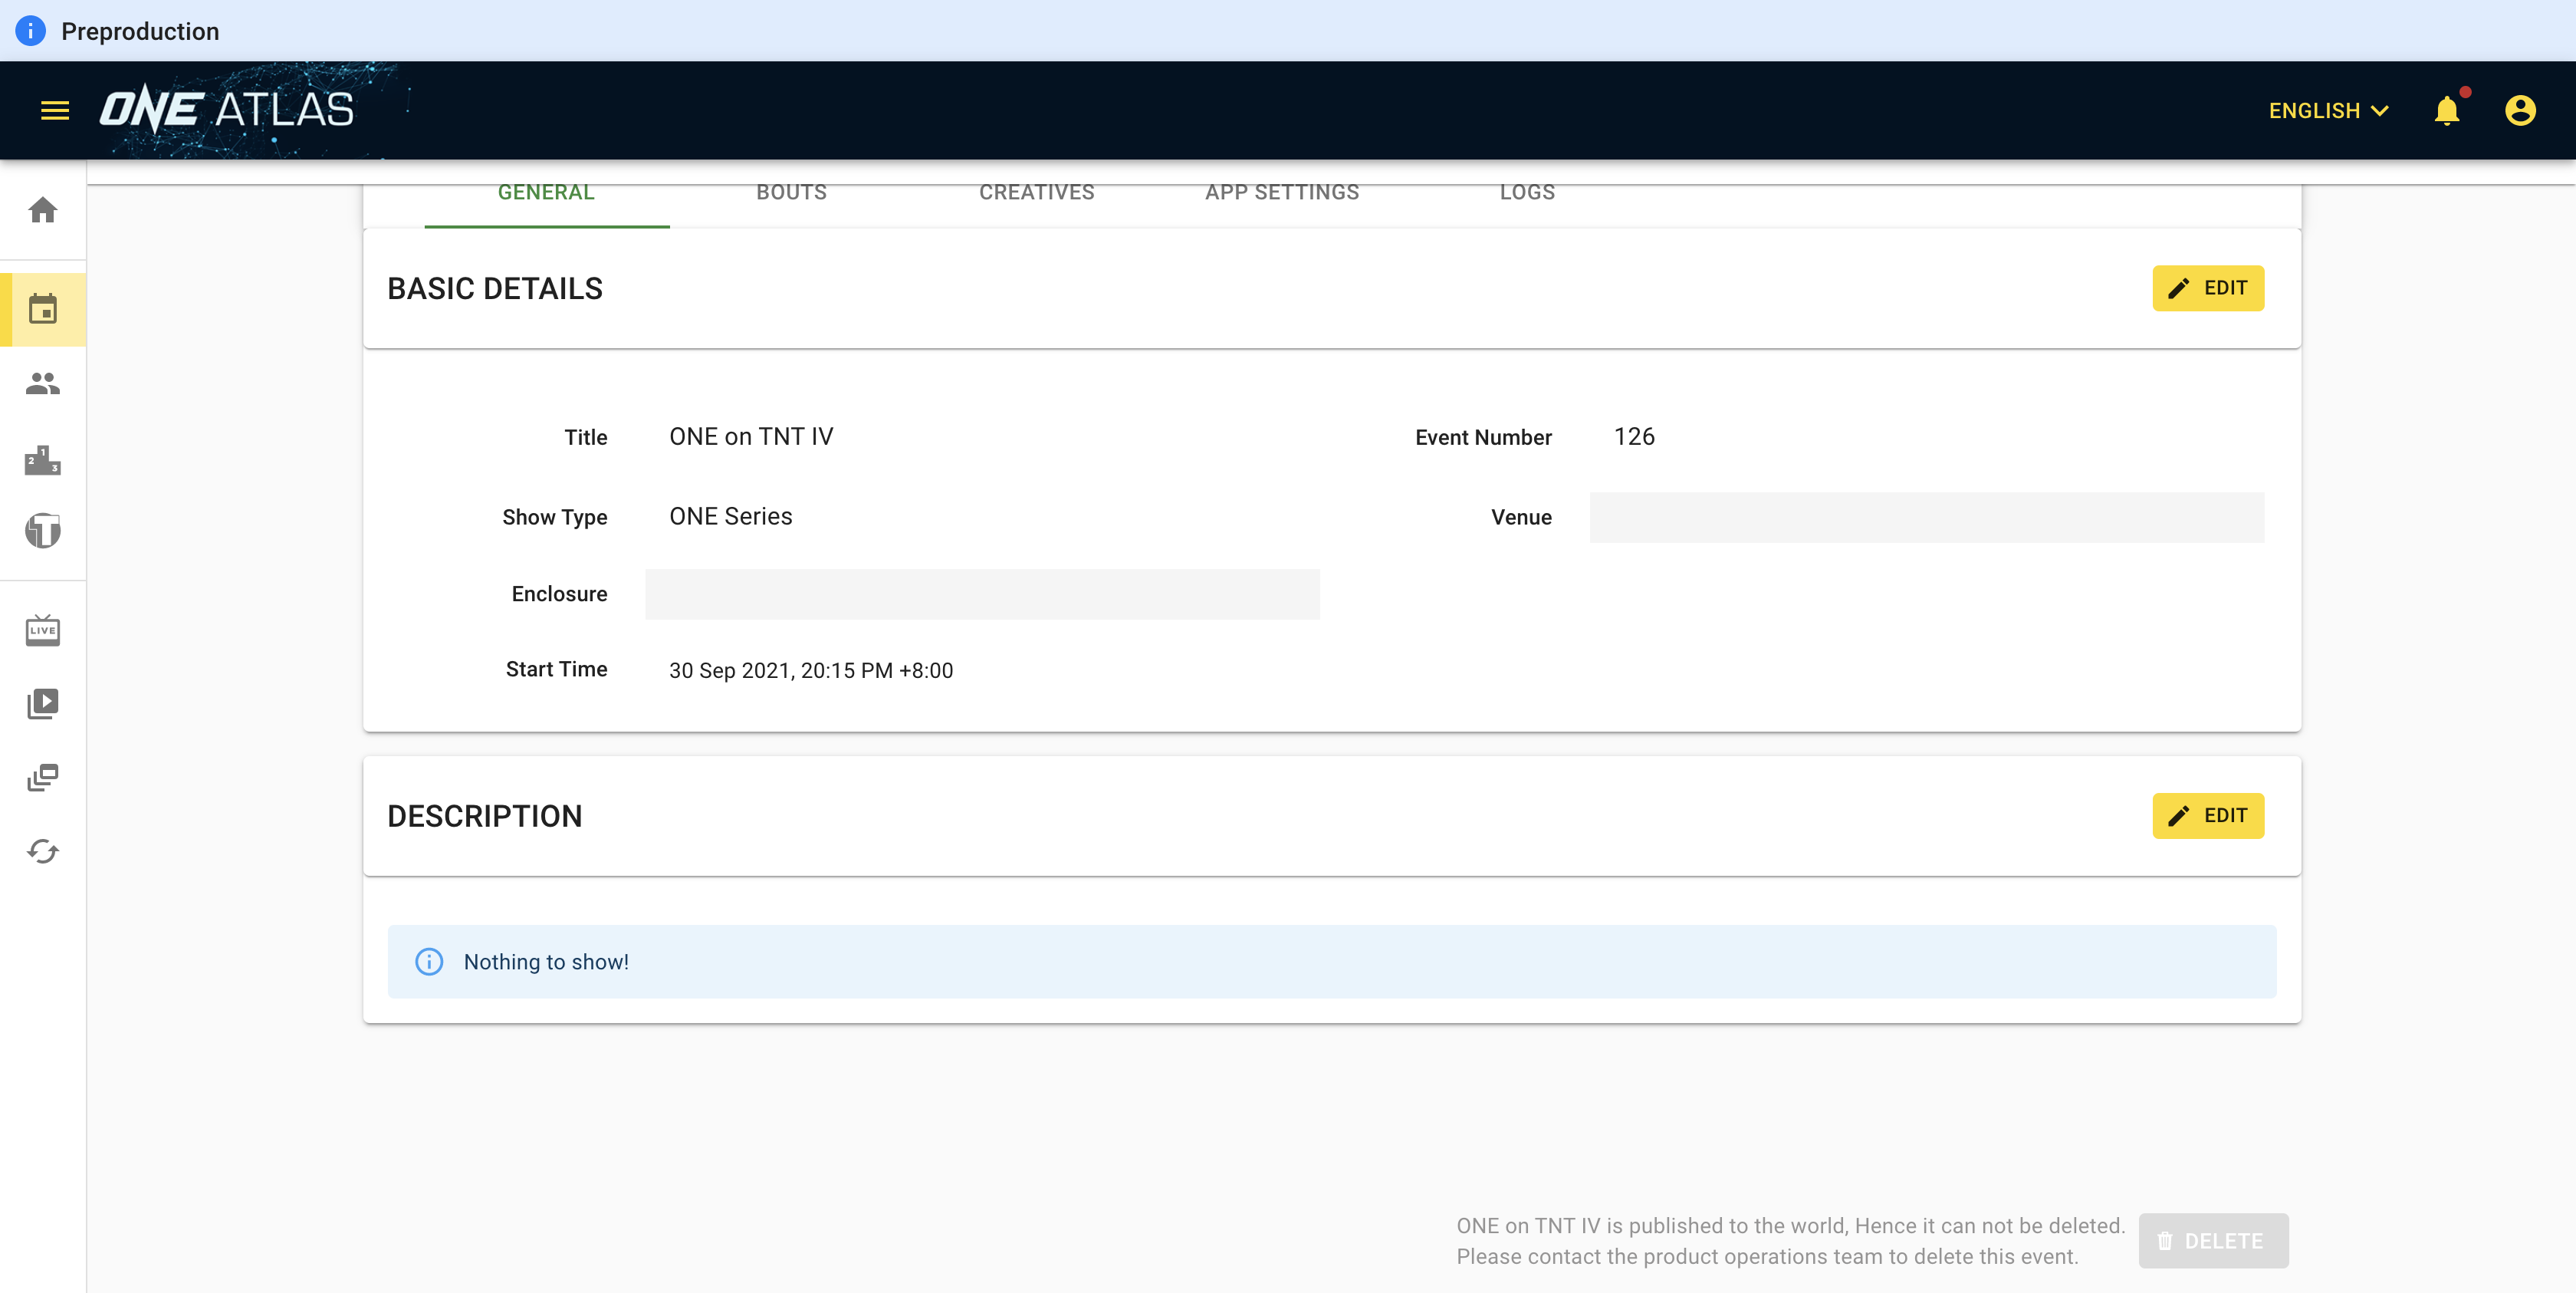 Preproduction
ONE ATLAS
ENGLISH
GENERAL
BOUTS
CREATIVES
APP SETTINGS
LOGS
BASIC DETAILS
EDIT
Title
ONE on TNT IV
Event Number
126
Show Type
ONE Series
Venue
Enclosure
Start Time
30 Sep 2021, 20:15 PM +8:00
LIVE
DESCRIPTION
EDIT
Nothing to show!
ONE on TNT IV is published to the world, Hence it can not be deleted.
Please contact the product operations team to delete this event.
DELETE